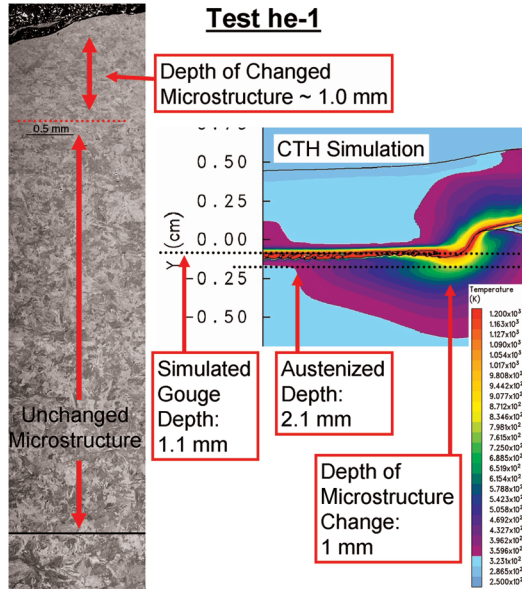 Test he-1
Depth of Changed
Microstructure ~ 1.0 mm
0.5 mm
CTH Simulation
0.50
0.25
0.00
0.25
0.50
Y (cm)
Temperature
(K)
1.200x10³
1.163x10³
1.127x10³
1.090x10³
1.054x10³
1.017x10³
9.808x10²
9.442x10²
9.077x10²
8.712x10²
8.346x10²
7.981x10²
7.615x10²
7.250x10²
6.885x10²
6.519x10²
6.154x10²
5.788x10²
5.423x10²
5.058x10²
4.692x10²
4.327x10²
3.962x10²
3.596x10²
3.231x10²
2.865x10²
2.500x10²
Simulated
Gouge
Depth:
1.1 mm
Austenized
Depth:
2.1 mm
Unchanged
Microstructure
Depth of
Microstructure
Change:
1 mm